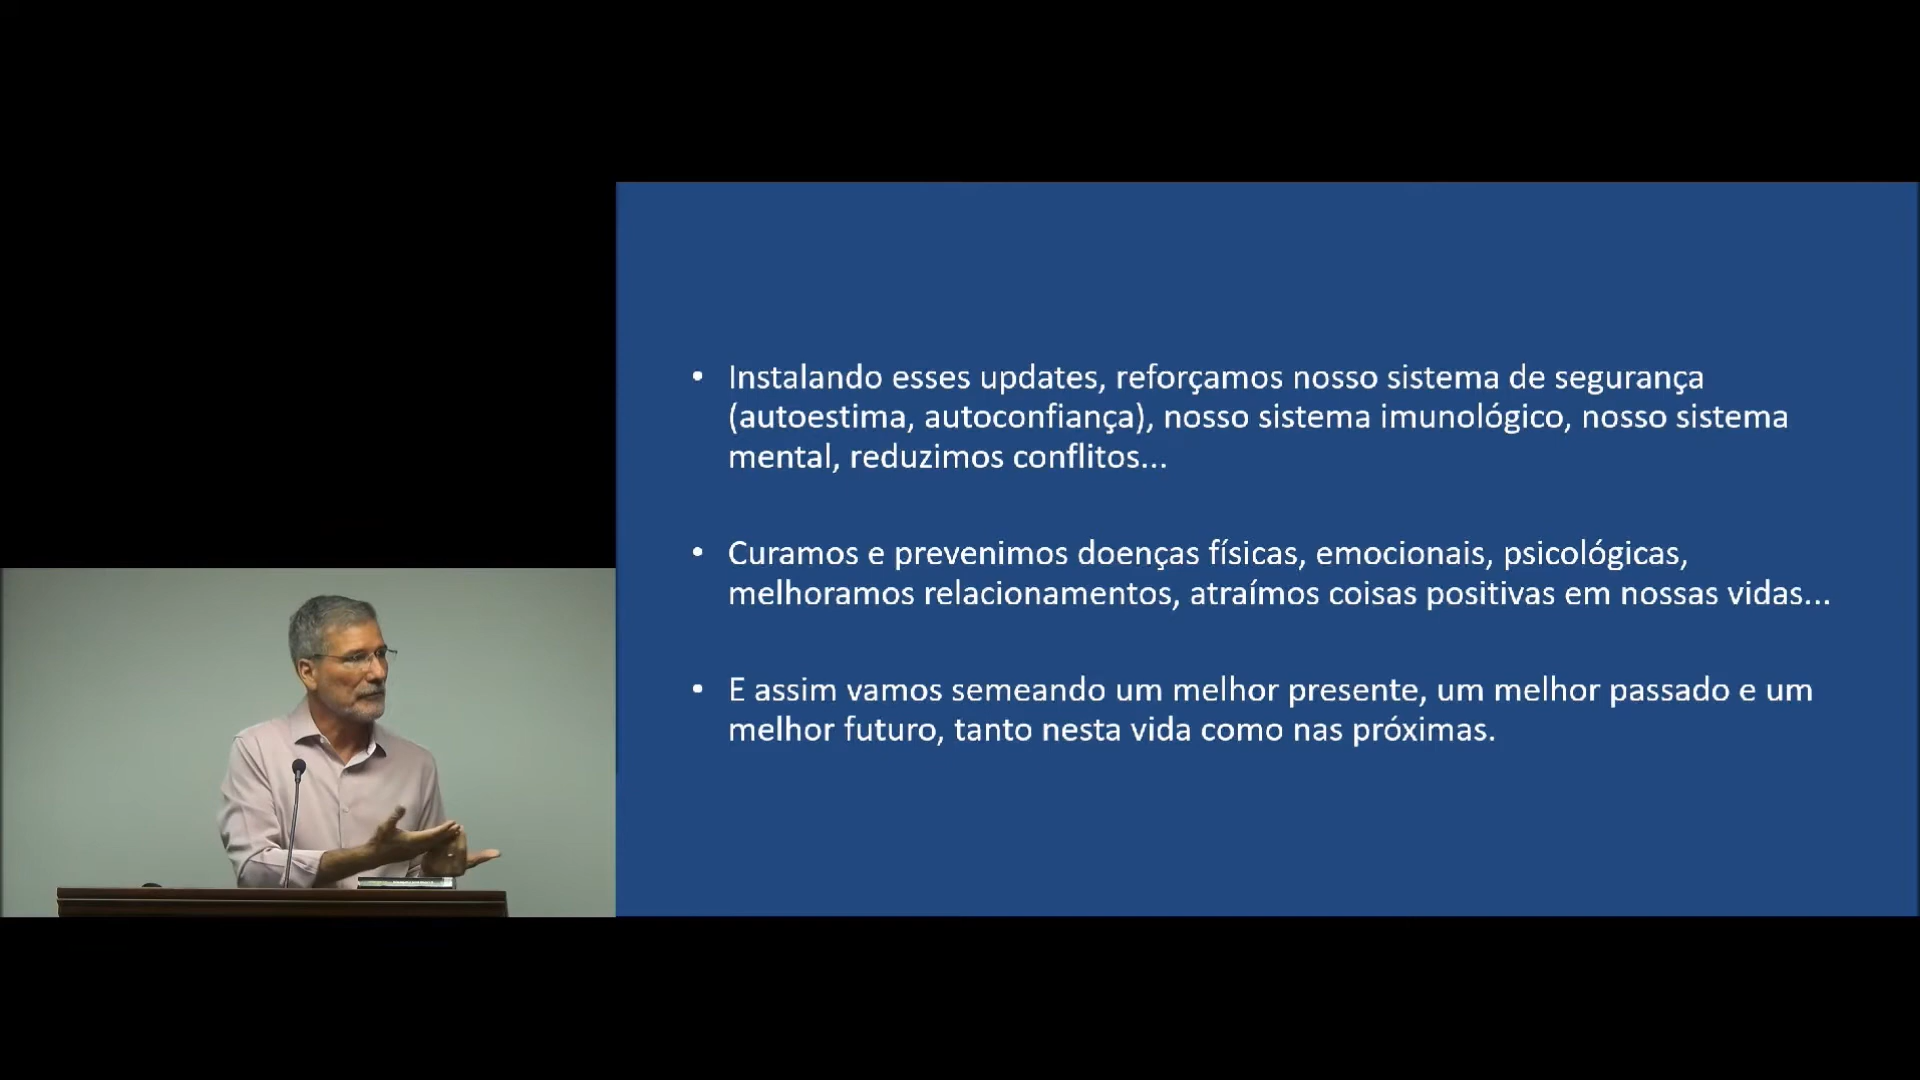 • Instalando esses updates, reforçamos nosso sistema de segurança
(autoestima, autoconfiança), nosso sistema imunológico, nosso sistema
mental, reduzimos conflitos...
• Curamos e prevenimos doenças físicas, emocionais, psicológicas,
melhoramos relacionamentos, atraímos coisas positivas em nossas vidas...
• E assim vamos semeando um melhor presente, um melhor passado e um
melhor futuro, tanto nesta vida como nas próximas.